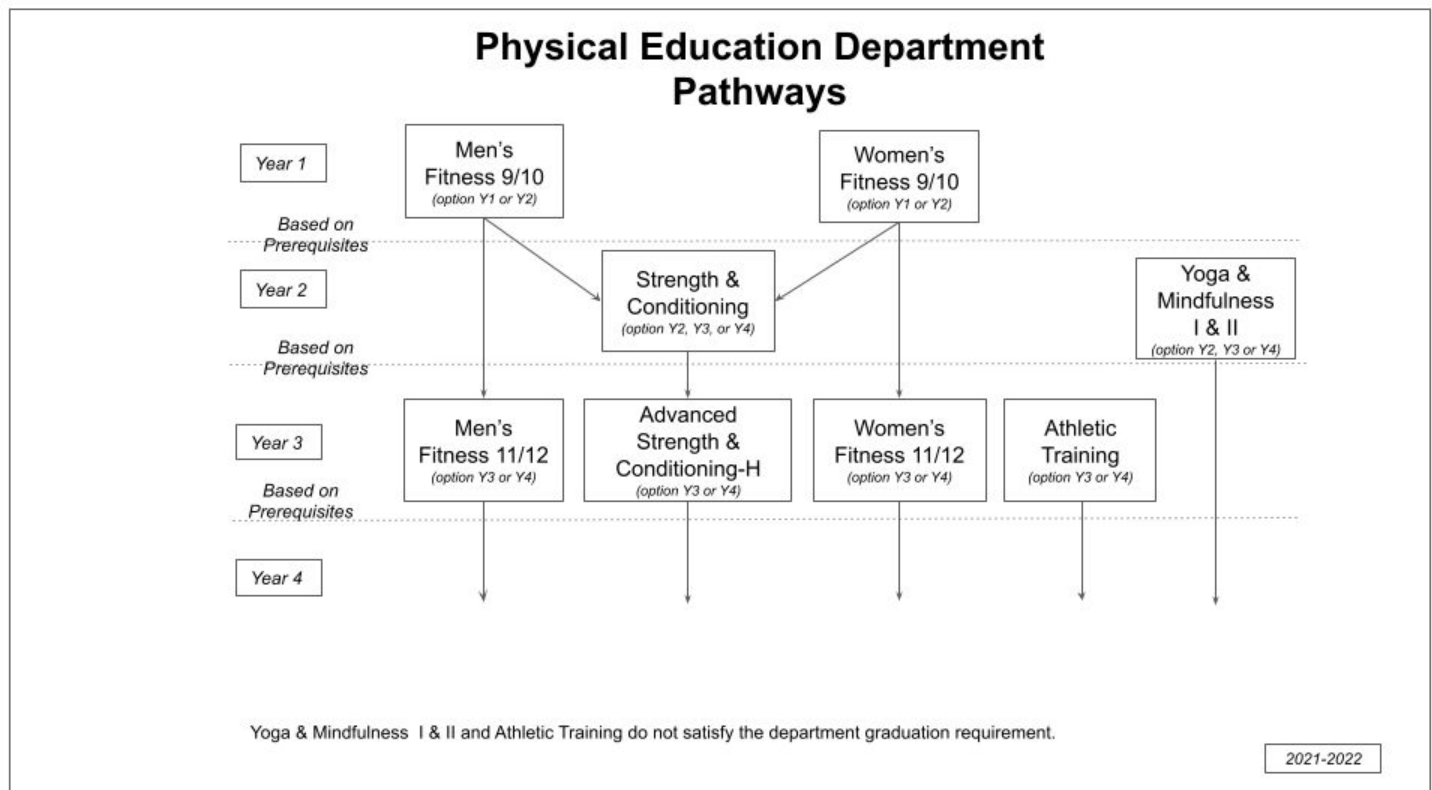 Physical Education Department
Pathways
Year 1
Men's
Fitness 9/10
(option Y1 or Y2)
Women's
Fitness 9/10
(option Y1 or Y2)
Based on
Prerequisites
Year 2
Strength &
Conditioning
(option Y2, Y3, or Y4)
Yoga &
Mindfulness
I & II
(option Y2, Y3 or Y4)
Based on
Prerequisites
Year 3
Men's
Fitness 11/12
(option Y3 or Y4)
Advanced
Strength &
Conditioning-H
(option Y3 or Y4)
Women's
Fitness 11/12
(option Y3 or Y4)
Athletic
Training
(option Y3 or Y4)
Based on
Prerequisites
Year 4
Yoga & Mindfulness  I & II and Athletic Training do not satisfy the department graduation requirement.
2021-2022